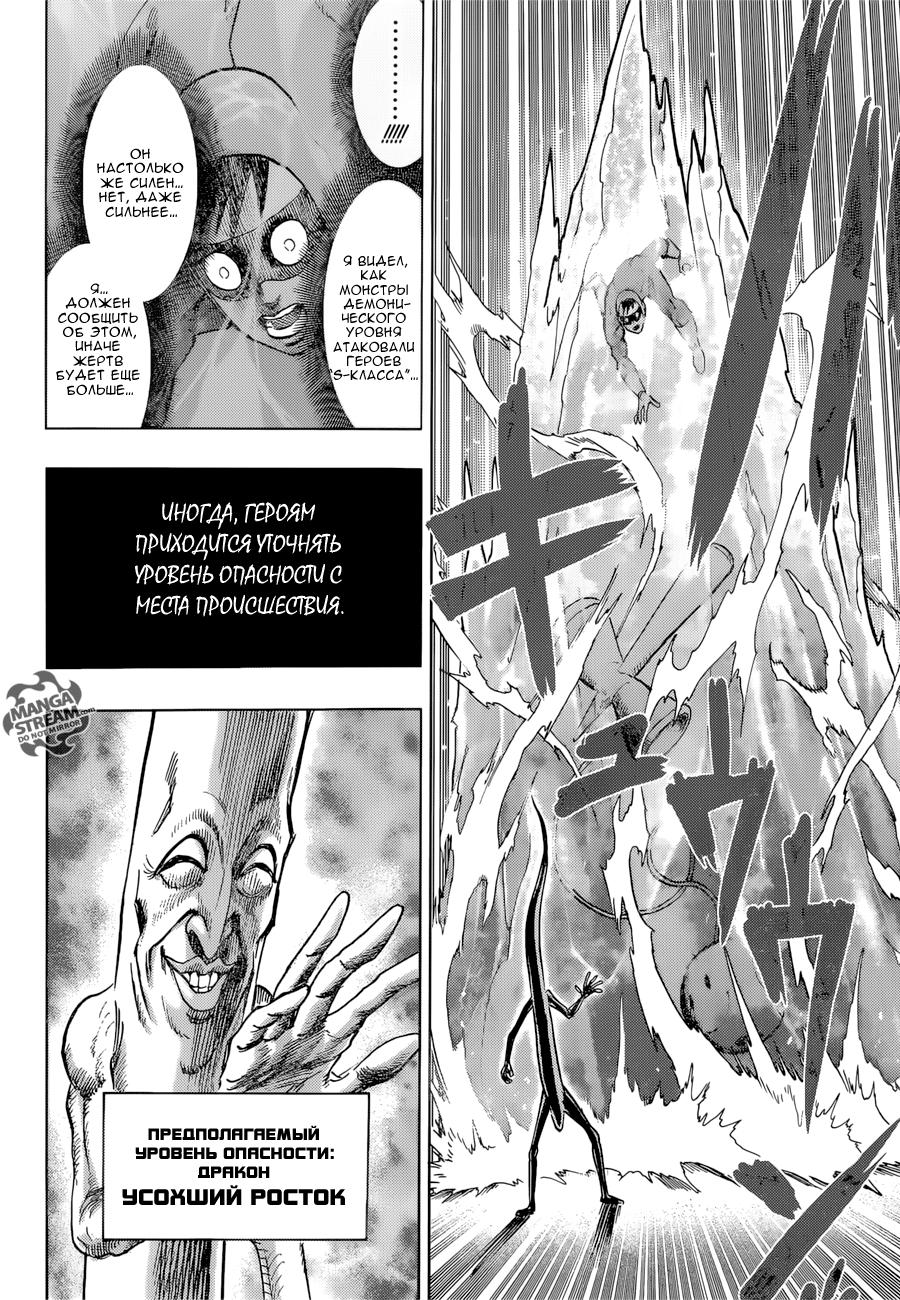 .........
!!!!!
Я ВИДЕЛ,
КАК
МОНСТРЫ
ДЕМОНИ-
ЧЕСКОГО
УРОВНЯ
АТАКОВАЛИ
ГЕРОЕВ
"S-КЛАССА"...
ОН
НАСТОЛЬКО
ЖЕ СИЛЕН...
НЕТ, ДАЖЕ
СИЛЬНЕЕ...
Я...
ДОЛЖЕН
СООБЩИТЬ
ОБ ЭТОМ,
ИНАЧЕ
ЖЕРТВ
БУДЕТ ЕЩЕ
БОЛЬШЕ...
キュウウ
ИНОГДА, ГЕРОЯМ
ПРИХОДИТСЯ УТОЧНЯТЬ
УРОВЕНЬ ОПАСНОСТИ С
МЕСТА ПРОИСШЕСТВИЯ.
MANGA
STREAM.com
DO NOT MIRROR!
ПРЕДПОЛАГАЕМЫЙ
УРОВЕНЬ ОПАСНОСТИ:
ДРАКОН
УСОХШИЙ РОСТОК